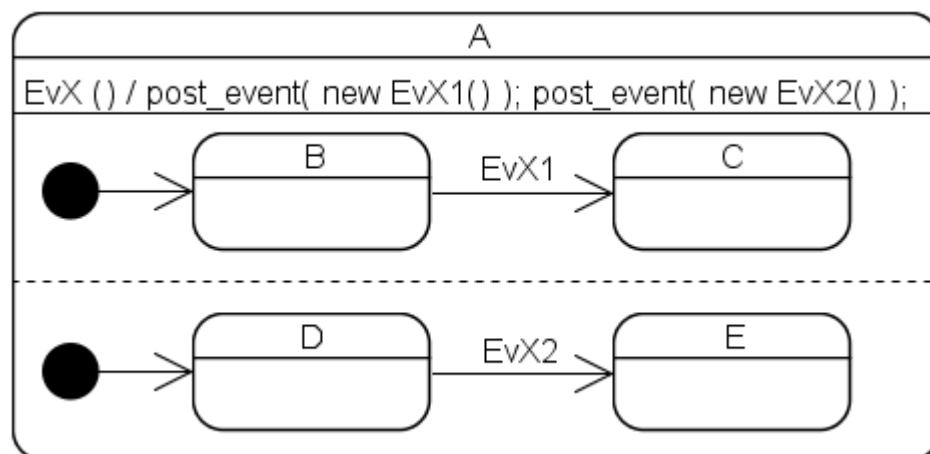 A
EvX () / post_event( new EvX1() ); post_event( new EvX2() );
B
EvX1
C
D
EvX2
E